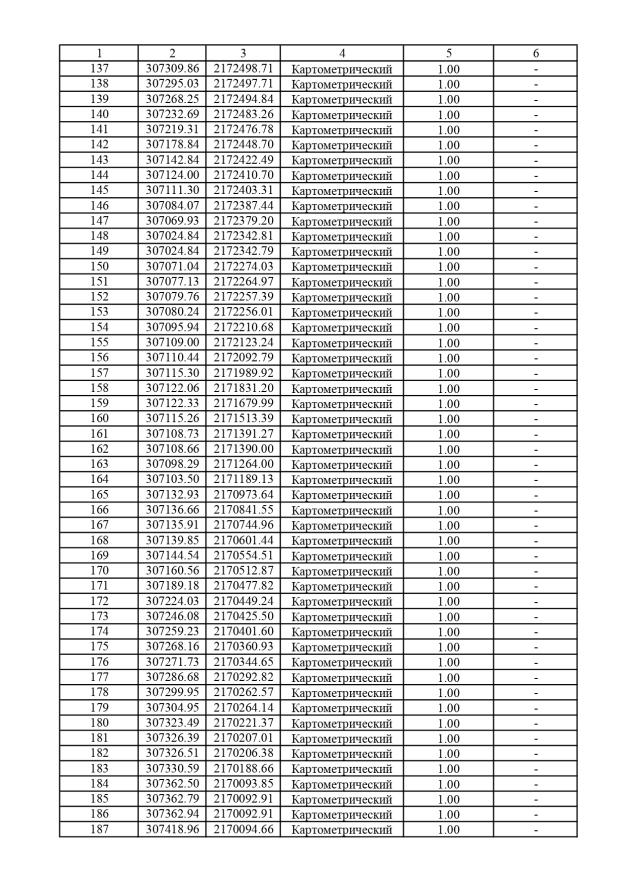 1 2 3 4 5 6
137 307309.86 2172498.71 Картометрический 1.00 -
138 307295.03 2172497.71 Картометрический 1.00 -
139 307268.25 2172494.84 Картометрический 1.00 -
140 307232.69 2172483.26 Картометрический 1.00 -
141 307219.31 2172476.78 Картометрический 1.00 -
142 307178.84 2172448.70 Картометрический 1.00 -
143 307142.84 2172422.49 Картометрический 1.00 -
144 307124.00 2172410.70 Картометрический 1.00 -
145 307111.30 2172403.31 Картометрический 1.00 -
146 307084.07 2172387.44 Картометрический 1.00 -
147 307069.93 2172379.20 Картометрический 1.00 -
148 307024.84 2172342.81 Картометрический 1.00 -
149 307024.84 2172342.79 Картометрический 1.00 -
150 307071.04 2172274.03 Картометрический 1.00 -
151 307077.13 2172264.97 Картометрический 1.00 -
152 307079.76 2172257.39 Картометрический 1.00 -
153 307080.24 2172256.01 Картометрический 1.00 -
154 307095.94 2172210.68 Картометрический 1.00 -
155 307109.00 2172123.24 Картометрический 1.00 -
156 307110.44 2172092.79 Картометрический 1.00 -
157 307115.30 2171989.92 Картометрический 1.00 -
158 307122.06 2171831.20 Картометрический 1.00 -
159 307122.33 2171679.99 Картометрический 1.00 -
160 307115.26 2171513.39 Картометрический 1.00 -
161 307108.73 2171391.27 Картометрический 1.00 -
162 307108.66 2171390.00 Картометрический 1.00 -
163 307098.29 2171264.00 Картометрический 1.00 -
164 307103.50 2171189.13 Картометрический 1.00 -
165 307132.93 2170973.64 Картометрический 1.00 -
166 307136.66 2170841.55 Картометрический 1.00 -
167 307135.91 2170744.96 Картометрический 1.00 -
168 307139.85 2170601.44 Картометрический 1.00 -
169 307144.54 2170554.51 Картометрический 1.00 -
170 307160.56 2170512.87 Картометрический 1.00 -
171 307189.18 2170477.82 Картометрический 1.00 -
172 307224.03 2170449.24 Картометрический 1.00 -
173 307246.08 2170425.50 Картометрический 1.00 -
174 307259.23 2170401.60 Картометрический 1.00 -
175 307268.16 2170360.93 Картометрический 1.00 -
176 307271.73 2170344.65 Картометрический 1.00 -
177 307286.68 2170292.82 Картометрический 1.00 -
178 307299.95 2170262.57 Картометрический 1.00 -
179 307304.95 2170264.14 Картометрический 1.00 -
180 307323.49 2170221.37 Картометрический 1.00 -
181 307326.39 2170207.01 Картометрический 1.00 -
182 307326.51 2170206.38 Картометрический 1.00 -
183 307330.59 2170188.66 Картометрический 1.00 -
184 307362.50 2170093.85 Картометрический 1.00 -
185 307362.79 2170092.91 Картометрический 1.00 -
186 307362.94 2170092.91 Картометрический 1.00 -
187 307418.96 2170094.66 Картометрический 1.00 -